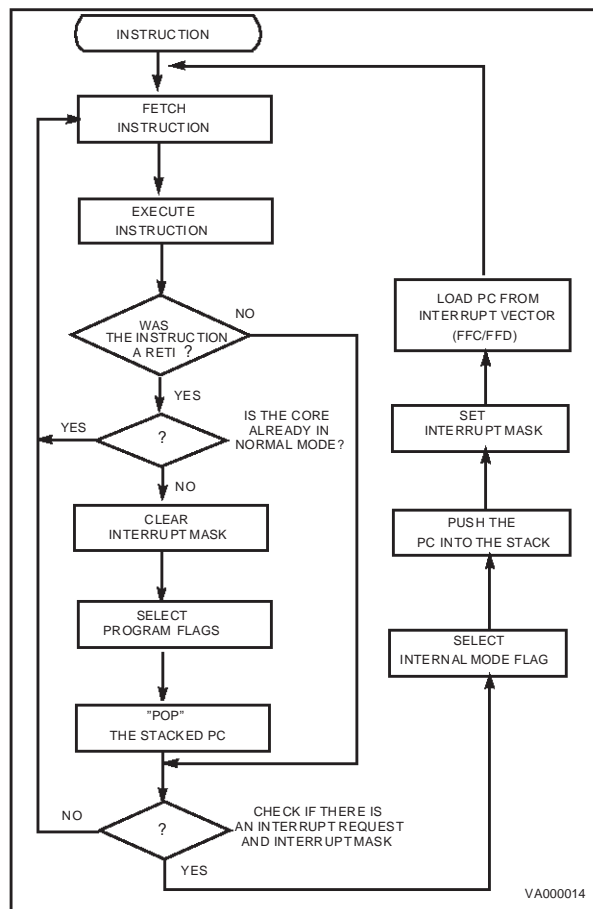 INSTRUCTION
FETCH
INSTRUCTION
EXECUTE
INSTRUCTION
WAS
THE INSTRUCTION
A RETI ?
NO
YES
YES
?
IS THE CORE
ALREADY IN
NORMAL MODE?
NO
CLEAR
INTERRUPT MASK
SELECT
PROGRAM FLAGS
"POP"
THE STACKED PC
NO
?
CHECK IF THERE IS
AN INTERRUPT REQUEST
AND INTERRUPT MASK
YES
LOAD PC FROM
INTERRUPT VECTOR
(FFC/FFD)
SET
INTERRUPT MASK
PUSH THE
PC INTO THE STACK
SELECT
INTERNAL MODE FLAG
VA000014